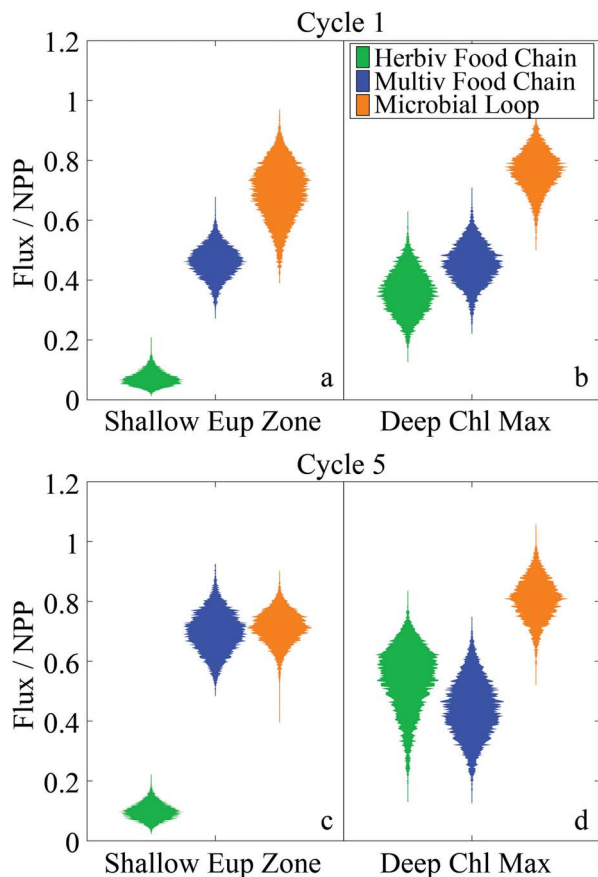 Cycle 1
1.2
1
0.8
0.6
0.4
0.2
0
Flux / NPP
Herbiv Food Chain
Multiv Food Chain
Microbial Loop
a
b
Shallow Eup Zone
Deep Chl Max
Cycle 5
1.2
1
0.8
0.6
0.4
0.2
0
Flux / NPP
c
d
Shallow Eup Zone
Deep Chl Max